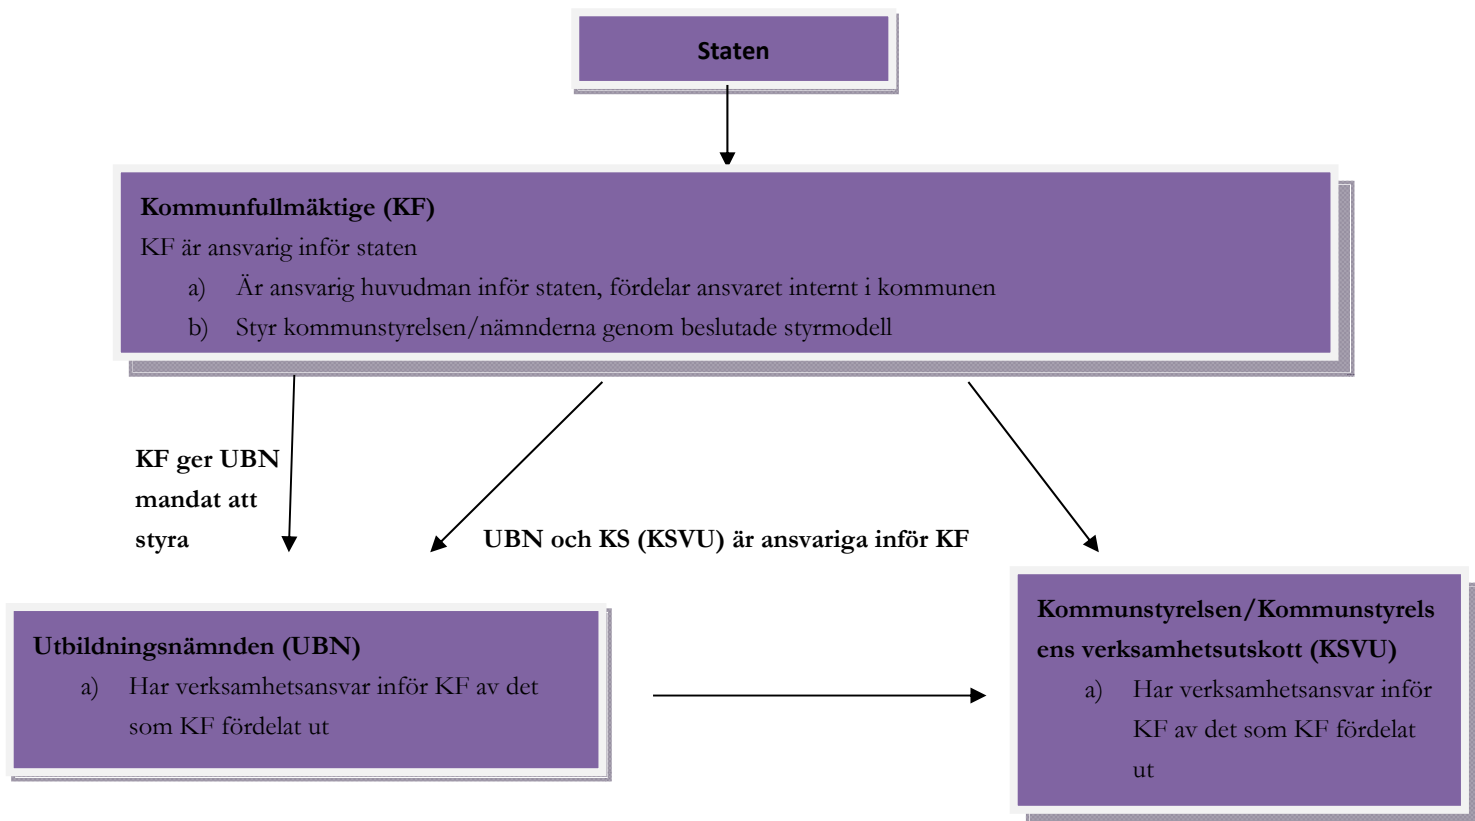 Staten
Kommunfullmäktige (KF)
KF är ansvarig inför staten
a) Är ansvarig huvudman inför staten, fördelar ansvaret internt i kommunen
b) Styr kommunstyrelsen/nämnderna genom beslutade styrmodell
KF ger UBN
mandat att
styra
UBN och KS (KSVU) är ansvariga inför KF
Utbildningsnämnden (UBN)
a) Har verksamhetsansvar inför KF av det
som KF fördelat ut
Kommunstyrelsen/Kommunstyrels
ens verksamhetsutskott (KSVU)
a) Har verksamhetsansvar inför
KF av det som KF fördelat
ut